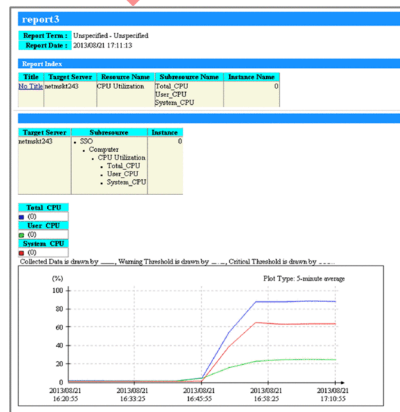 report3
Report Term : Unspecified - Unspecified
Report Date : 2013/08/21 17:11:13
Report Index
Title Target Server Resource Name Subresource Name Instance Name
No Title netmskt243 CPU Utilization Total_CPU 0
User_CPU
System_CPU
Target Server Subresource Instance
netmskt243 • SSO 0
• Computer
• CPU Utilization
• Total_CPU
• User_CPU
• System_CPU
Total_CPU
(0)
User_CPU
(0)
System_CPU
(0)
Collected Data is drawn by ____, Warning Threshold is drawn by _ _, Critical Threshold is drawn by . . . .
(%) Plot Type: 5-minute average
100
80
60
40
20
0
2013/08/21 2013/08/21 2013/08/21 2013/08/21 2013/08/21
16:20:55 16:33:25 16:45:55 16:58:25 17:10:55